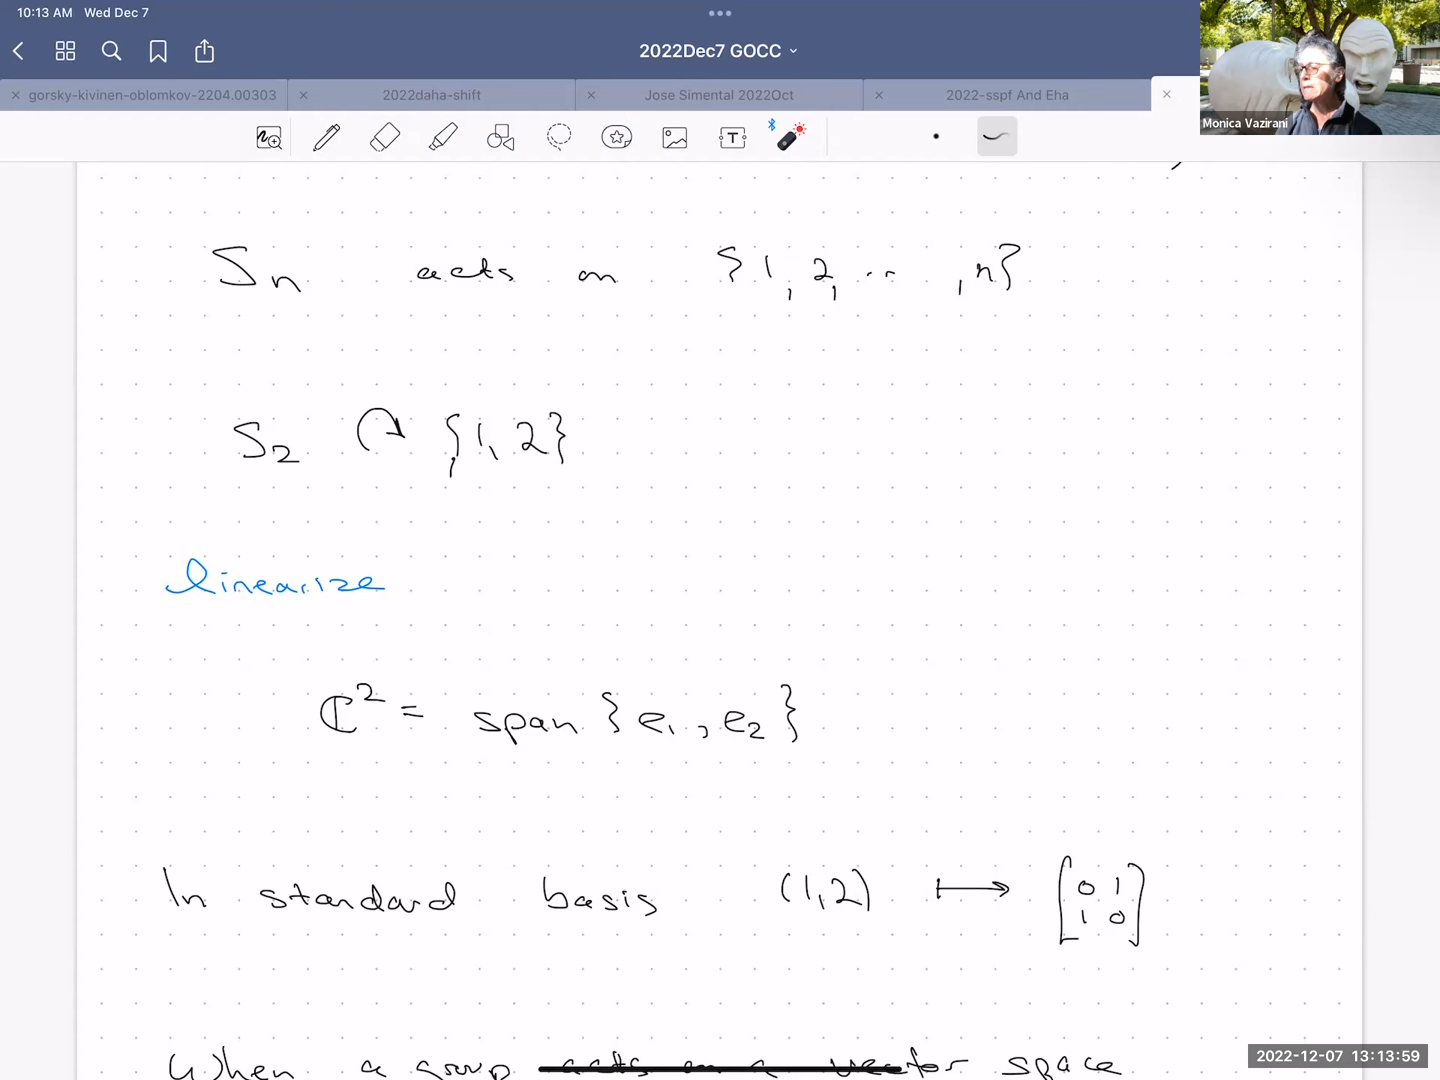 10:13 AM Wed Dec 7
2022Dec7 GOCC
gorsky-kivinen-oblomkov-2204.00303
2022daha-shift
Jose Simental 2022Oct
2022-sspf And Eha
Monica Vazirani
Sn acts on {1, 2, .. , n}
S2 ↷ {1, 2}
linearize
ℂ² = span {e1, e2}
In standard basis (1,2) ↦ [0 1
1 0]
When a group acts on a vector space
2022-12-07 13:13:59